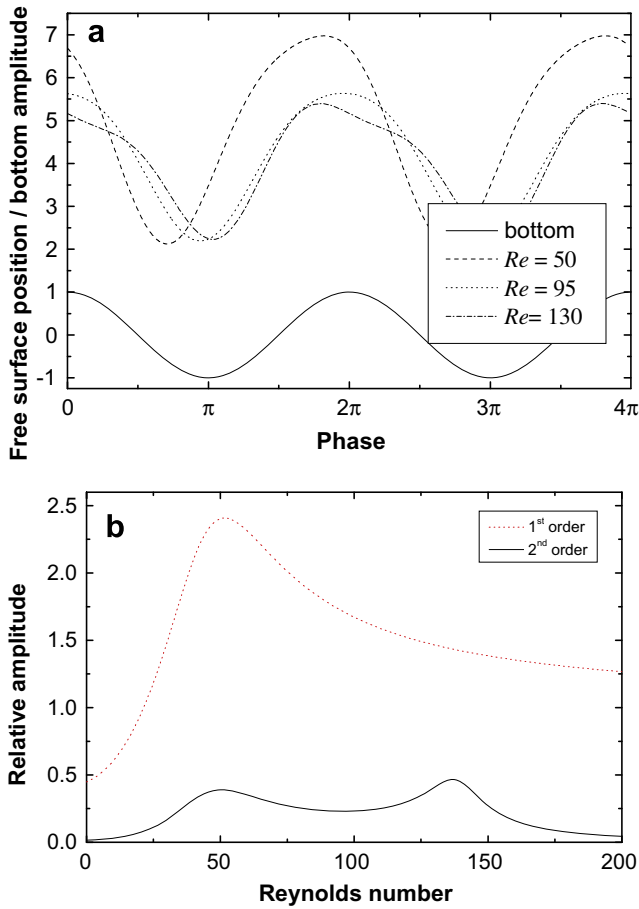 a
Free surface position / bottom amplitude
7
6
5
4
3
2
1
0
-1
bottom
Re = 50
Re = 95
Re= 130
0
π
2π
3π
4π
Phase
b
Relative amplitude
2.5
2.0
1.5
1.0
0.5
0.0
1st order
2nd order
0
50
100
150
200
Reynolds number